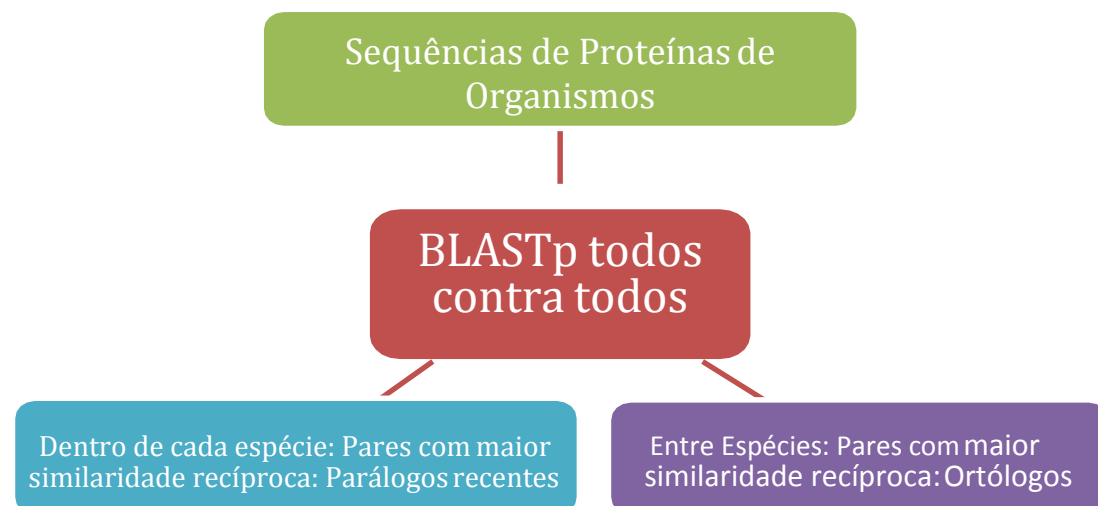 Sequências de Proteínas de
Organismos
BLASTp todos
contra todos
Dentro de cada espécie: Pares com maior
similaridade recíproca: Parálogos recentes
Entre Espécies: Pares com maior
similaridade recíproca: Ortólogos